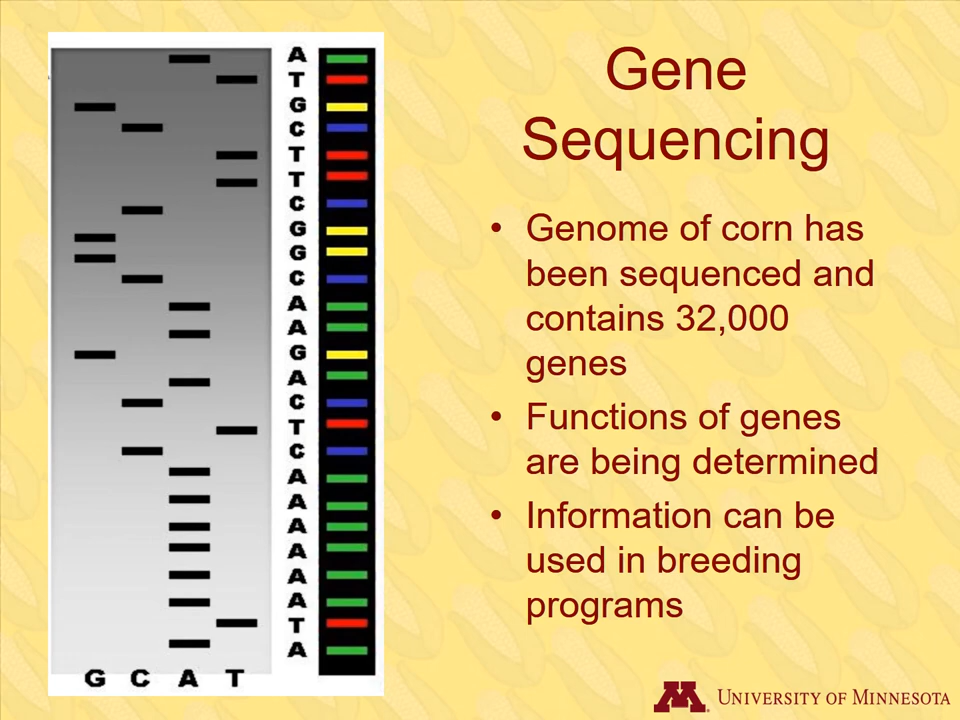 A
T
G
C
T
T
C
G
G
C
A
A
G
A
C
T
C
A
A
A
A
A
A
T
A
G C A T
Gene
Sequencing
• Genome of corn has
been sequenced and
contains 32,000
genes
• Functions of genes
are being determined
• Information can be
used in breeding
programs
M UNIVERSITY OF MINNESOTA